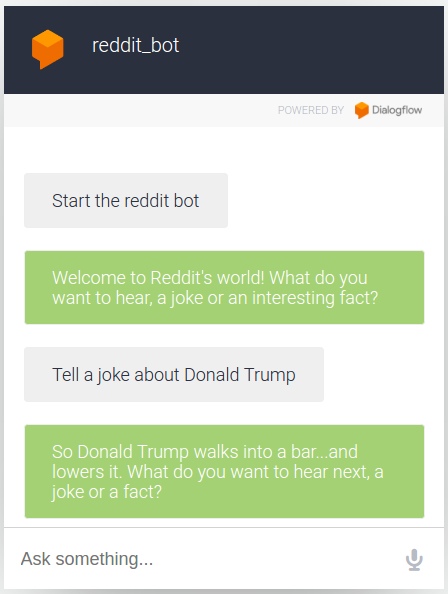 reddit_bot
POWERED BY Dialogflow
Start the reddit bot
Welcome to Reddit's world! What do you
want to hear, a joke or an interesting fact?
Tell a joke about Donald Trump
So Donald Trump walks into a bar...and
lowers it. What do you want to hear next, a
joke or a fact?
Ask something...